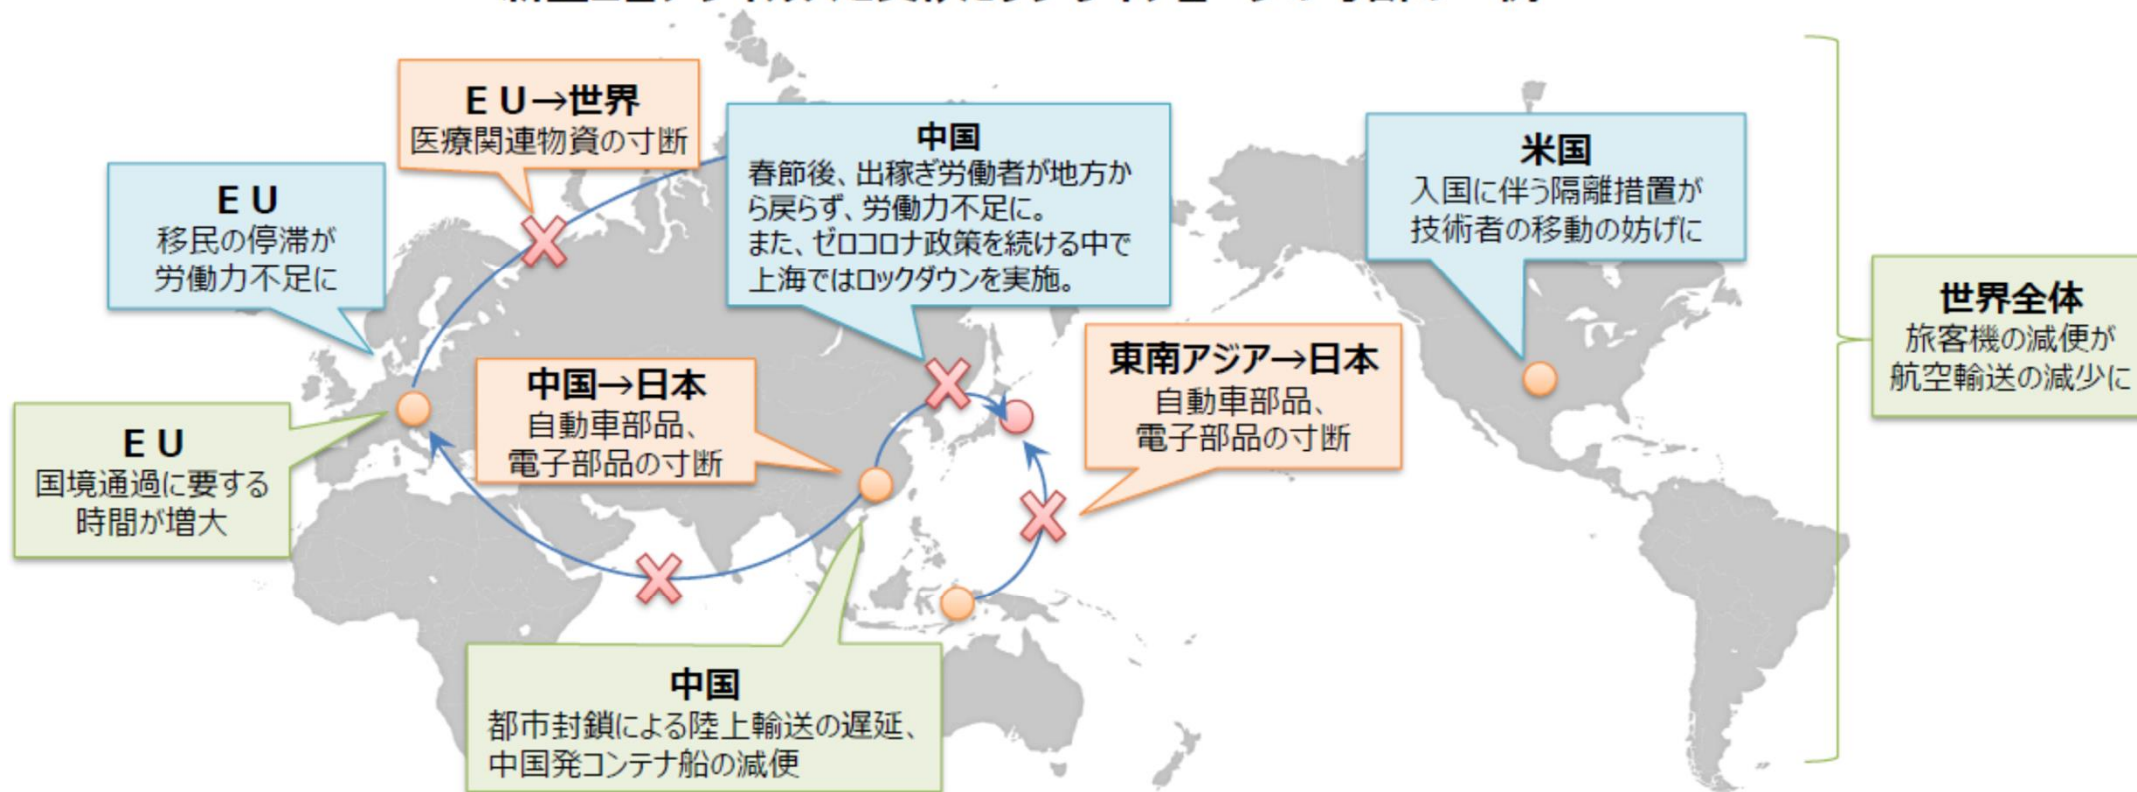 ＥＵ→世界
医療関連物資の寸断
中国
春節後、出稼ぎ労働者が地方か
ら戻らず、労働力不足に。
また、ゼロコロナ政策を続ける中で
上海ではロックダウンを実施。
米国
入国に伴う隔離措置が
技術者の移動の妨げに
ＥＵ
移民の停滞が
労働力不足に
世界全体
旅客機の減便が
航空輸送の減少に
東南アジア→日本
自動車部品、
電子部品の寸断
中国→日本
自動車部品、
電子部品の寸断
ＥＵ
国境通過に要する
時間が増大
中国
都市封鎖による陸上輸送の遅延、
中国発コンテナ船の減便